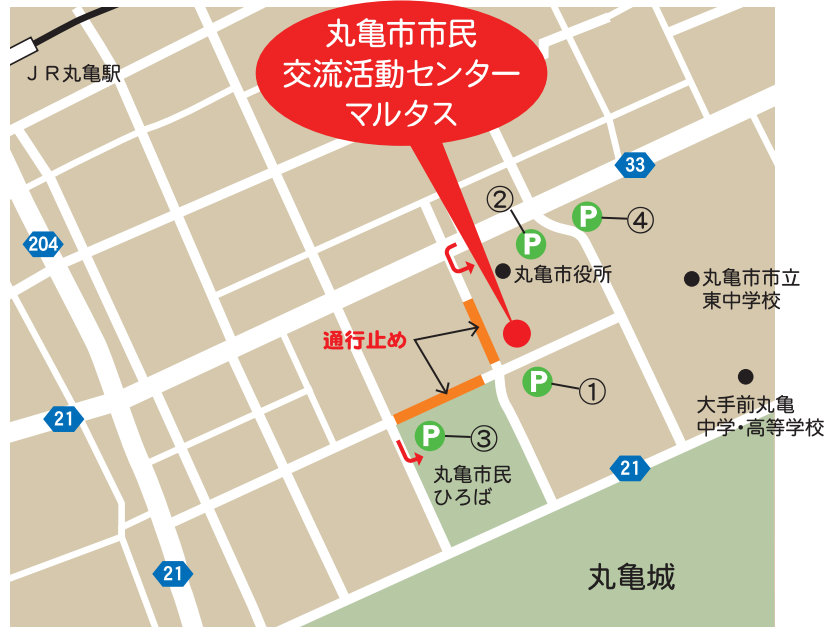 丸亀市市民
交流活動センター
マルタス
ＪＲ丸亀駅
33
②
P
P
④
204
丸亀市役所
丸亀市市立
東中学校
通行止め
P
①
大手前丸亀
中学・高等学校
21
P
③
丸亀市民
ひろば
21
21
丸亀城